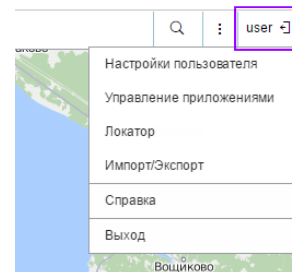 user
Настройки пользователя
Управление приложениями
Локатор
Импорт/Экспорт
Справка
Выход
Вощиково